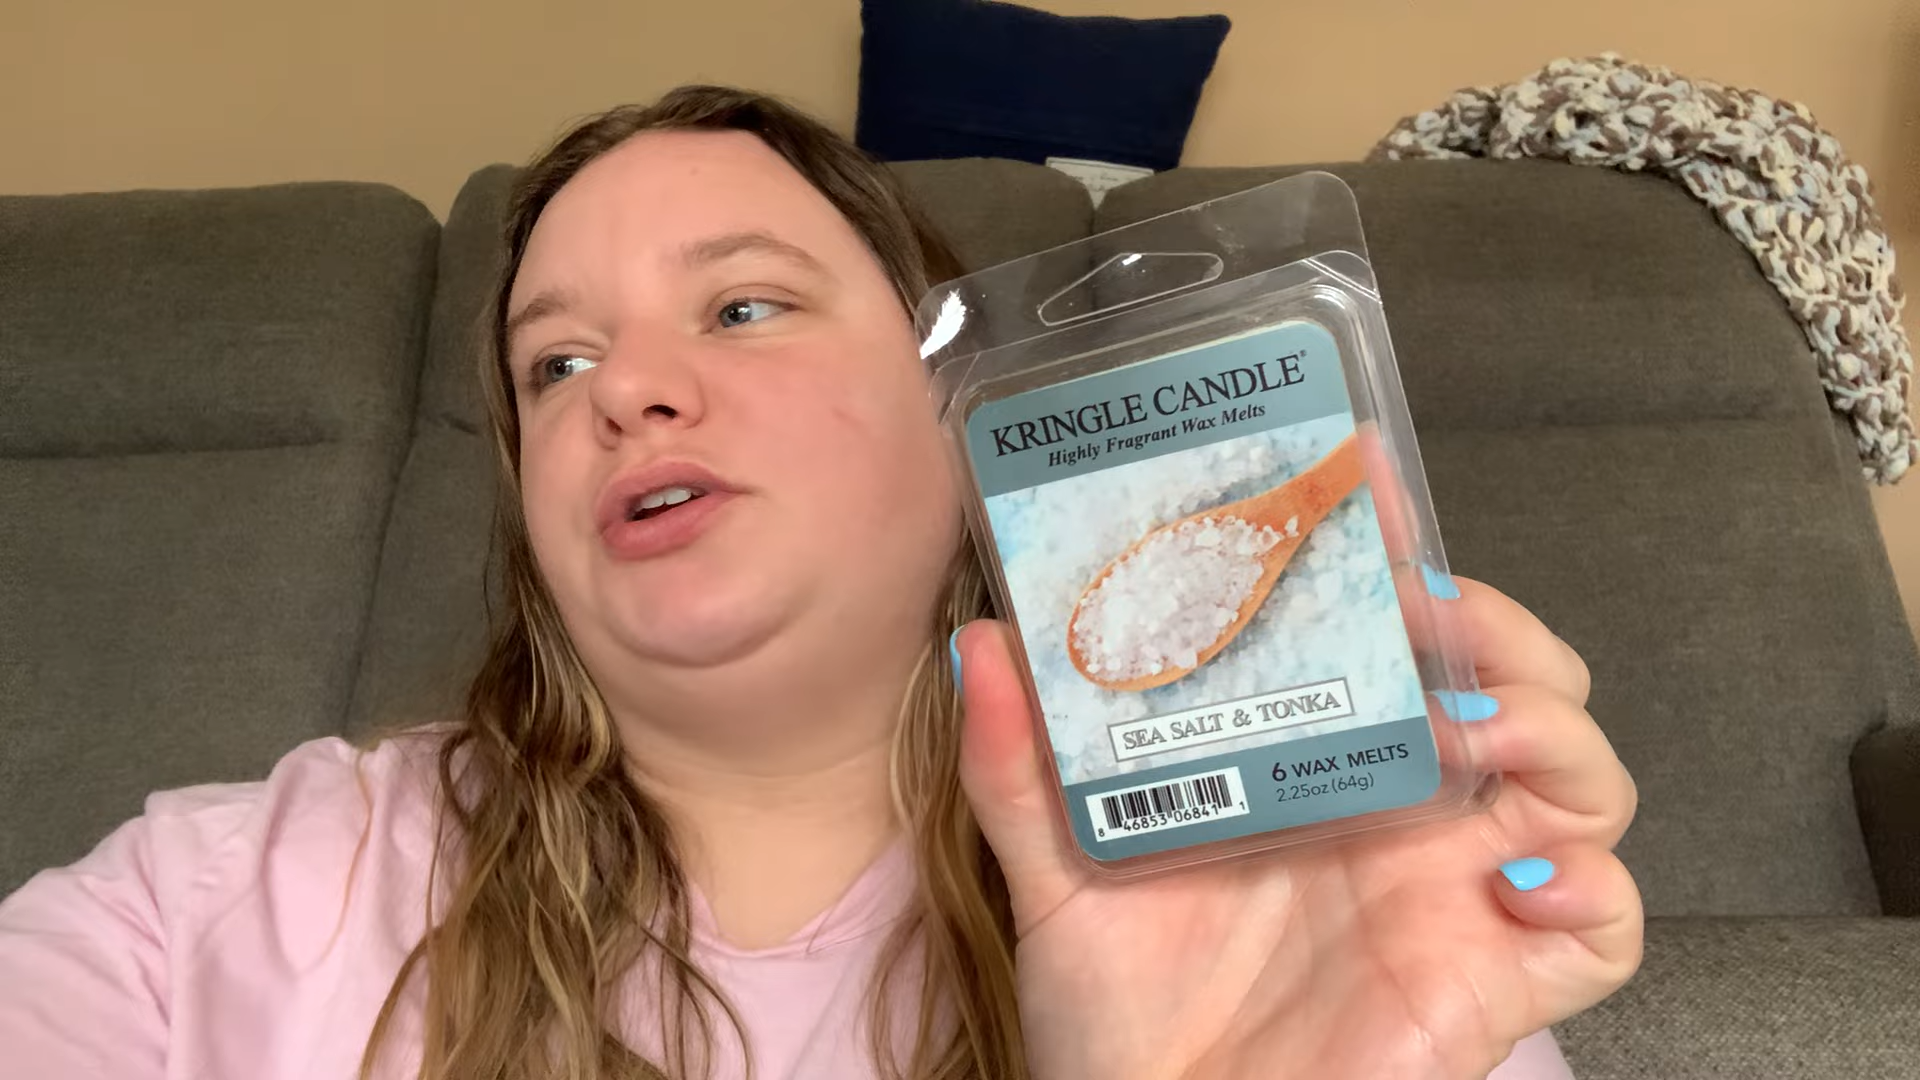 KRINGLE CANDLE®
Highly Fragrant Wax Melts
SEA SALT & TONKA
6 WAX MELTS
2.25oz (64g)
8 46853 06841 1